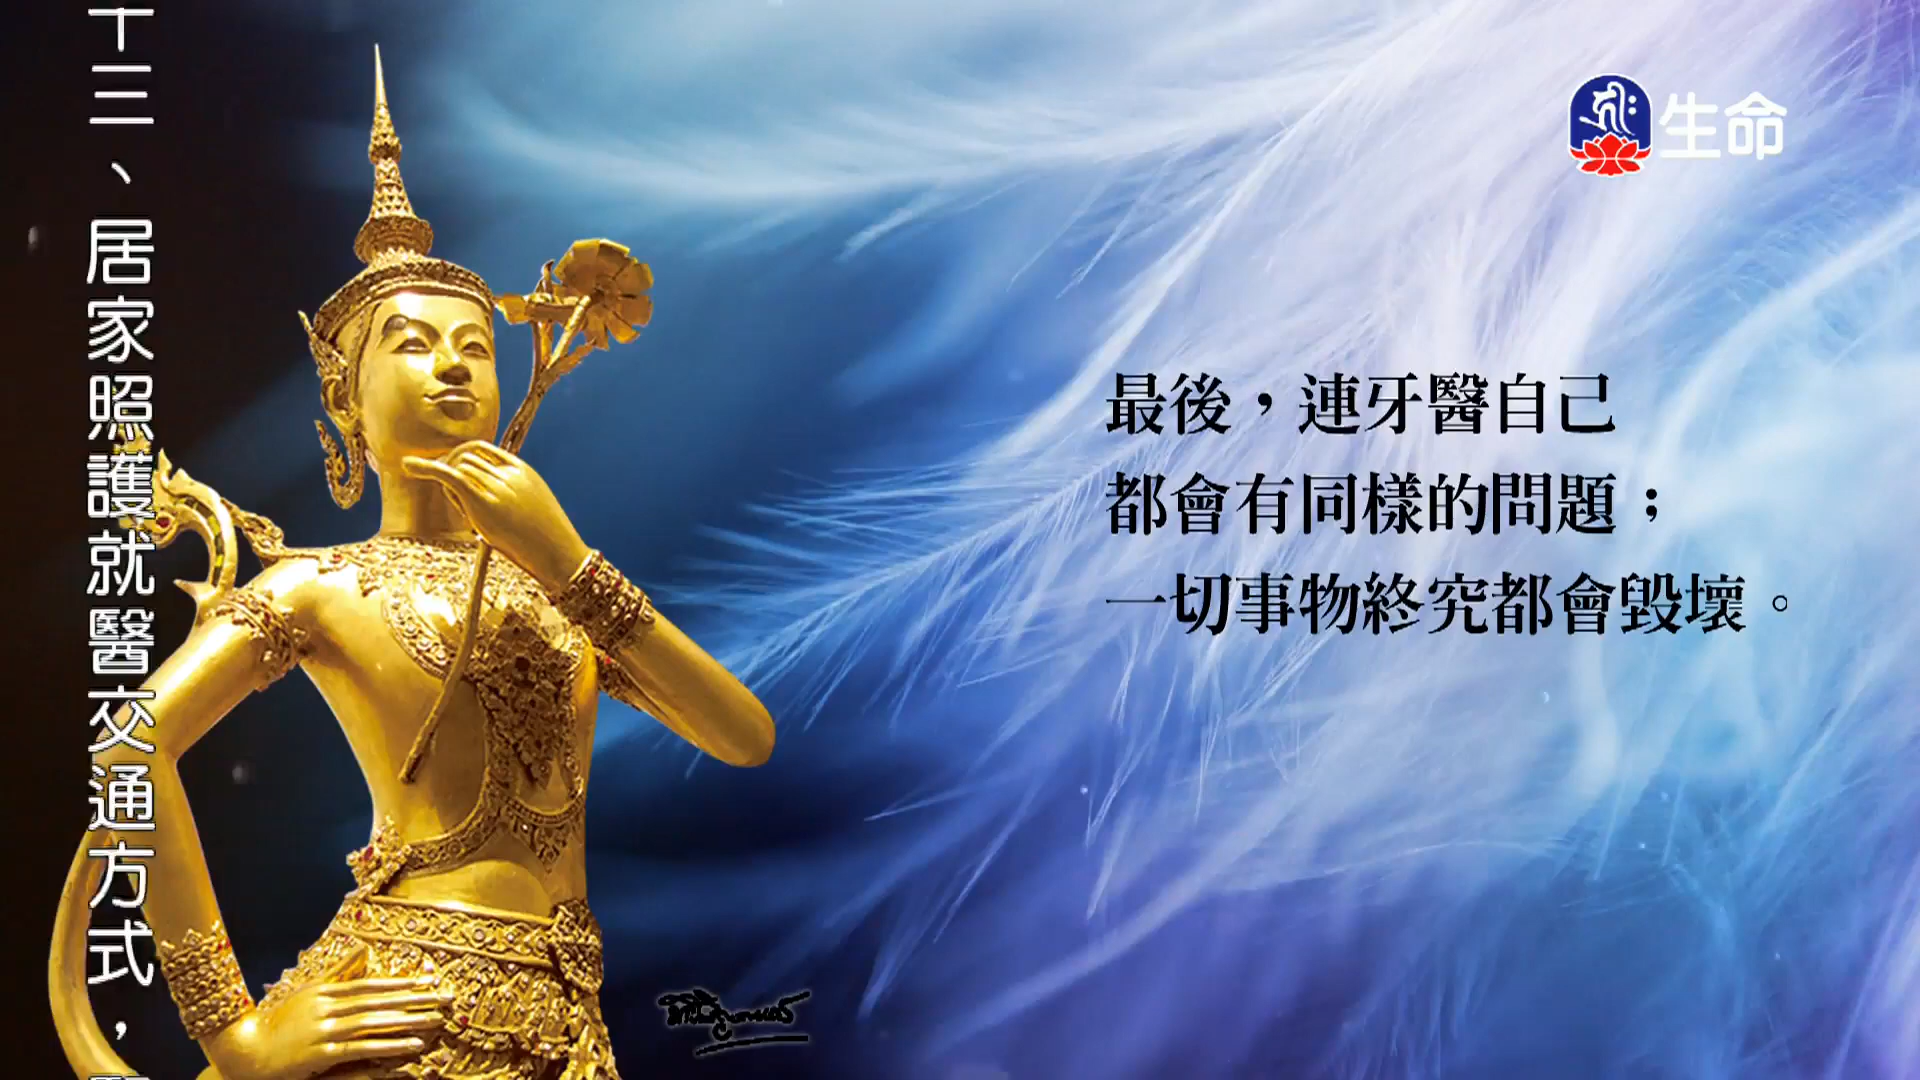 十三、居家照護就醫交通方式，
生命
最後，連牙醫自己
都會有同樣的問題；
一切事物終究都會毀壞。